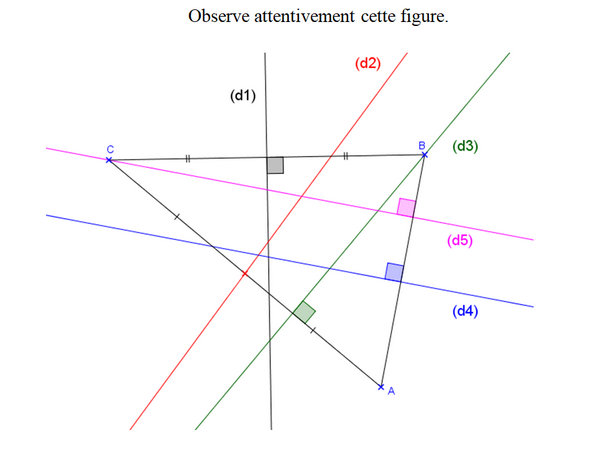 Observe attentivement cette figure.
(d2)
(d1)
C
B
(d3)
(d5)
(d4)
A